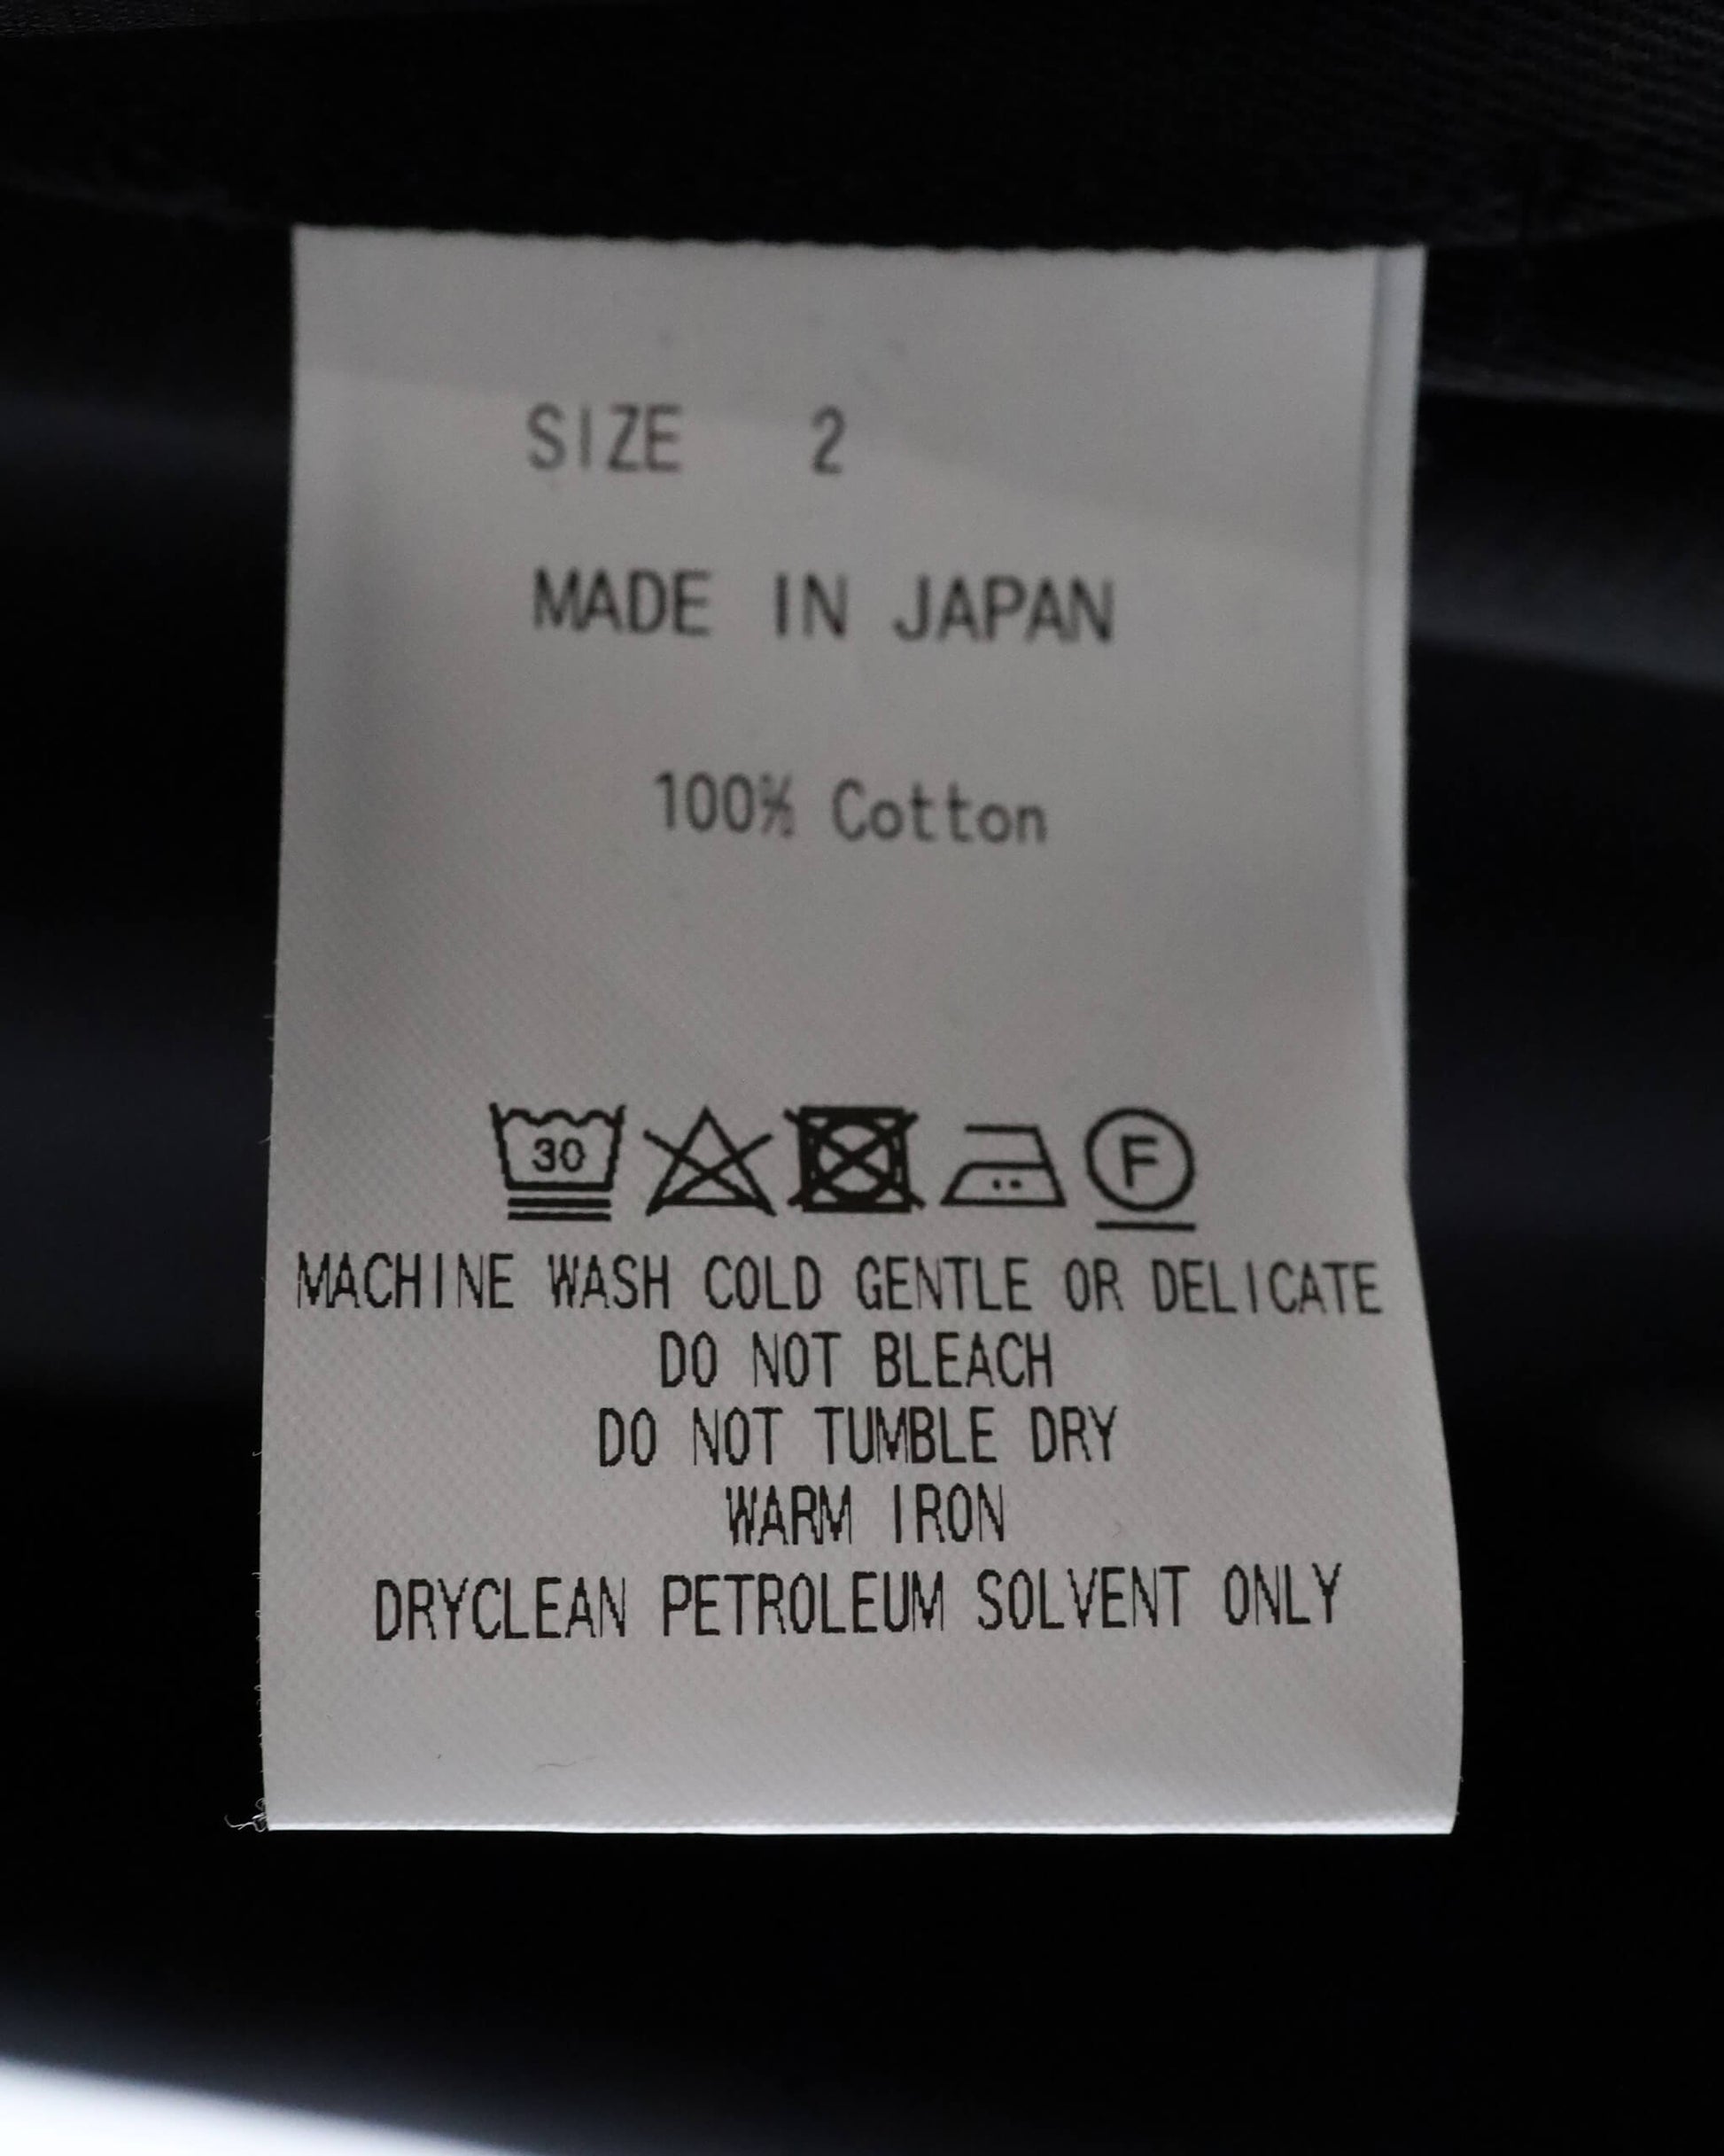 SIZE 2
MADE IN JAPAN
100% Cotton
30 F
MACHINE WASH COLD GENTLE OR DELICATE
DO NOT BLEACH
DO NOT TUMBLE DRY
WARM IRON
DRYCLEAN PETROLEUM SOLVENT ONLY